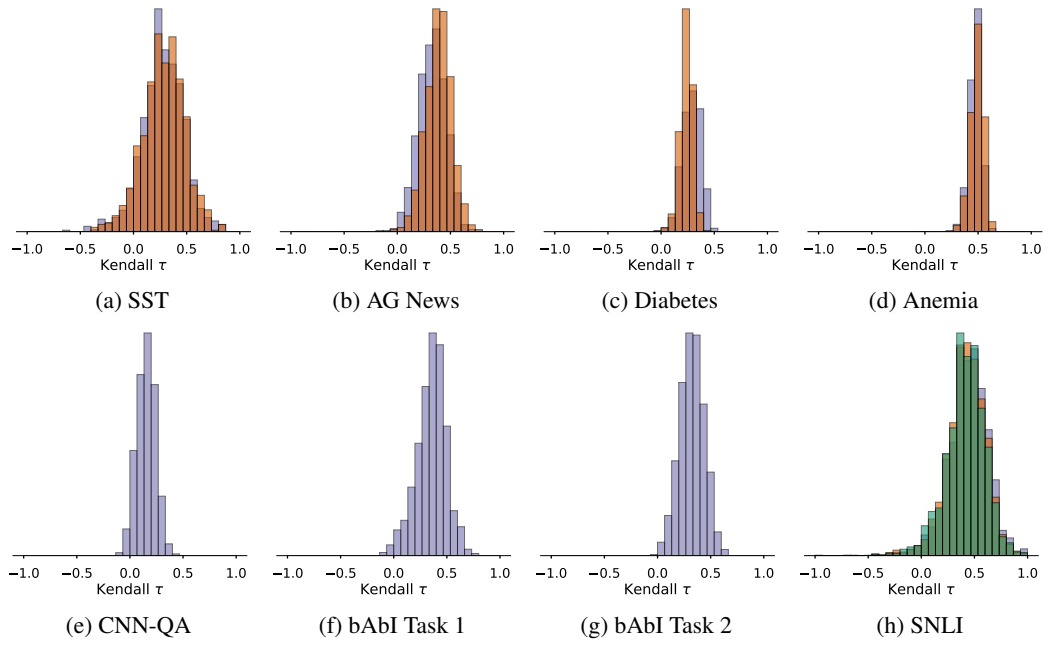 −1.0 −0.5 0.0 0.5 1.0 −1.0 −0.5 0.0 0.5 1.0 −1.0 −0.5 0.0 0.5 1.0 −1.0 −0.5 0.0 0.5 1.0
Kendall τ Kendall τ Kendall τ Kendall τ
(a) SST (b) AG News (c) Diabetes (d) Anemia
−1.0 −0.5 0.0 0.5 1.0 −1.0 −0.5 0.0 0.5 1.0 −1.0 −0.5 0.0 0.5 1.0 −1.0 −0.5 0.0 0.5 1.0
Kendall τ Kendall τ Kendall τ Kendall τ
(e) CNN-QA (f) bAbI Task 1 (g) bAbI Task 2 (h) SNLI